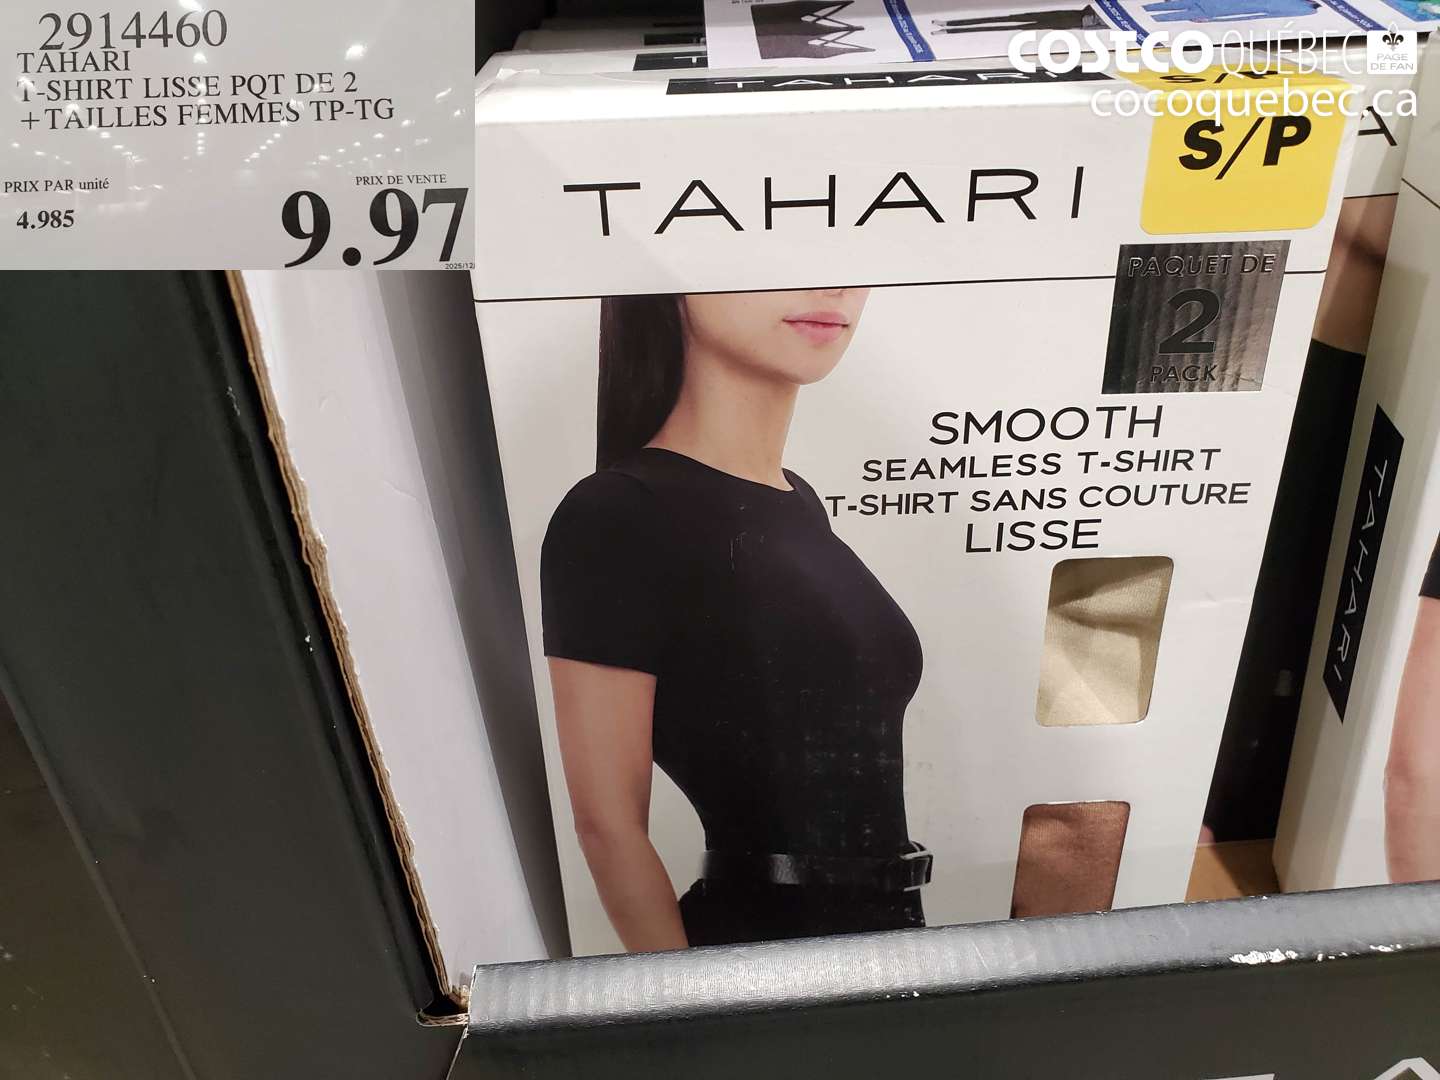 2914460
TAHARI
T-SHIRT LISSE PQT DE 2
+TAILLES FEMMES TP-TG
PRIX PAR unité
4.985
PRIX DE VENTE
9.97
COSTCO QUÉBEC
PAGE
DE FAN
cocoquebec.ca
TAHARI
S/P
TAHARI
S/P
PAQUET DE
2
PACK
SMOOTH
SEAMLESS T-SHIRT
T-SHIRT SANS COUTURE
LISSE
TAHARI